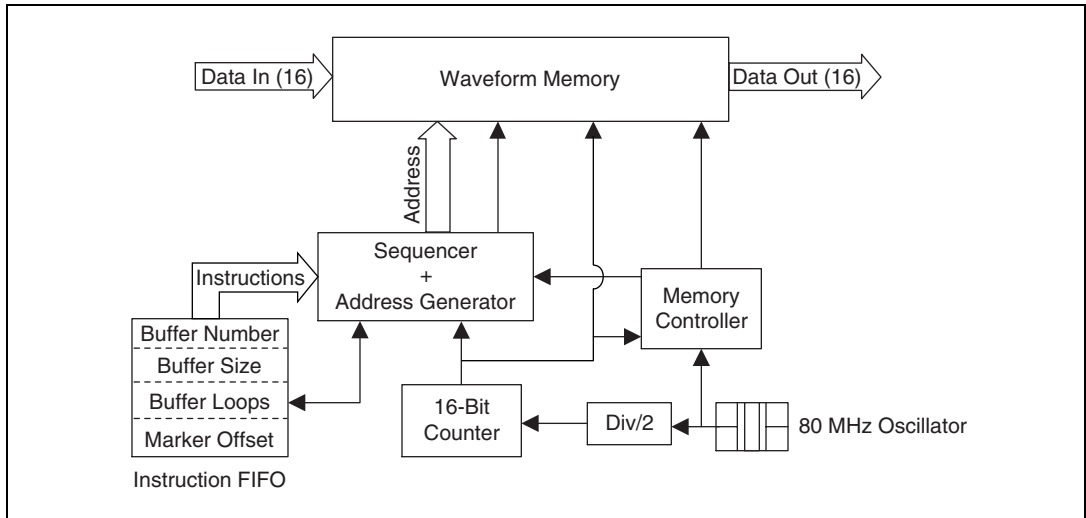 Data In (16)
Waveform Memory
Data Out (16)
Address
Sequencer
+
Address Generator
Instructions
Memory
Controller
Buffer Number
Buffer Size
Buffer Loops
Marker Offset
Instruction FIFO
16-Bit
Counter
Div/2
80 MHz Oscillator